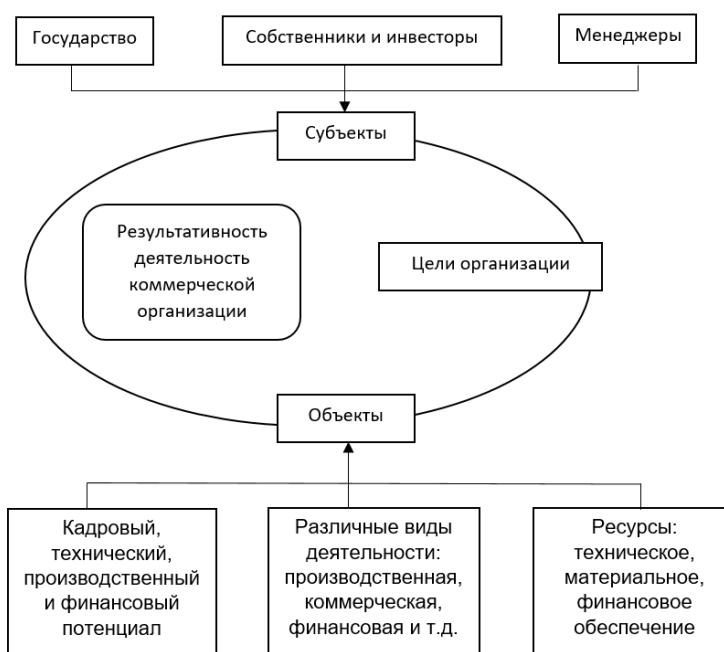 Государство
Собственники и инвесторы
Менеджеры
Субъекты
Результативность
деятельность
коммерческой
организации
Цели организации
Объекты
Кадровый,
технический,
производственный
и финансовый
потенциал
Различные виды
деятельности:
производственная,
коммерческая,
финансовая и т.д.
Ресурсы:
техническое,
материальное,
финансовое
обеспечение